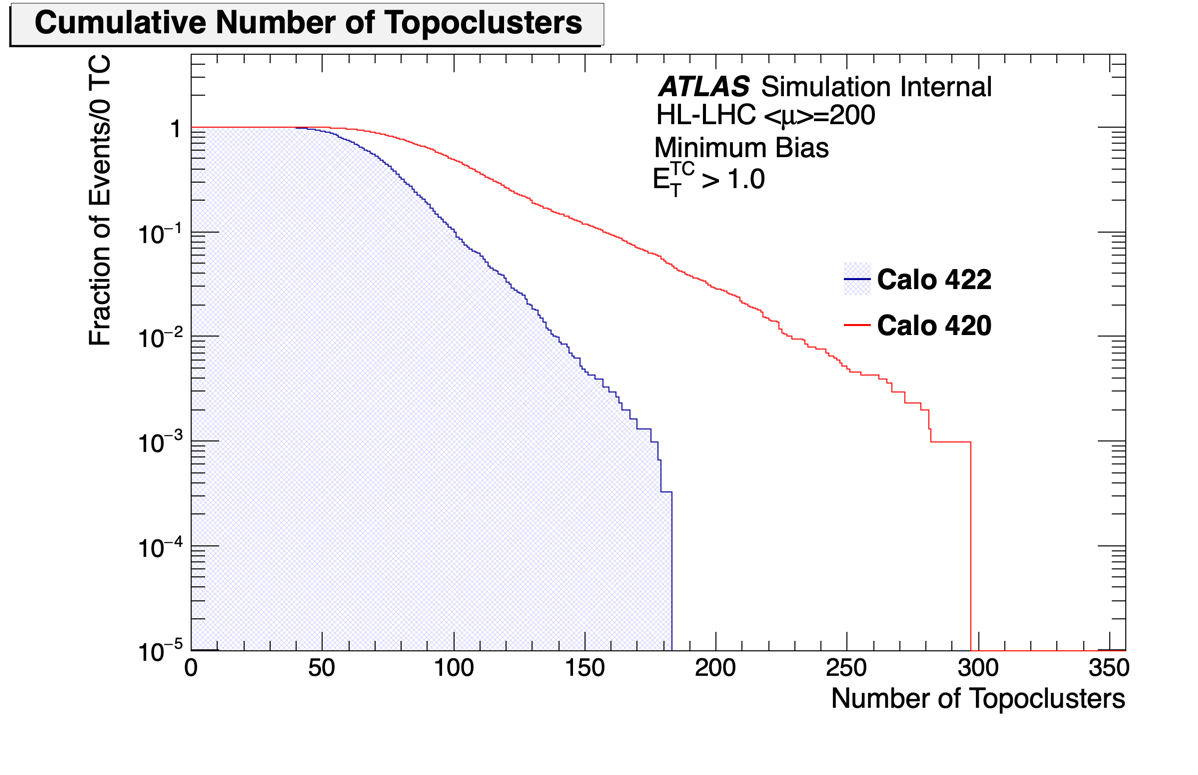 Cumulative Number of Topoclusters
Fraction of Events/0 TC
ATLAS Simulation Internal
HL-LHC <μ>=200
Minimum Bias
E_T^TC > 1.0
Calo 422
Calo 420
1
10^−1
10^−2
10^−3
10^−4
10^−5
0 50 100 150 200 250 300 350
Number of Topoclusters